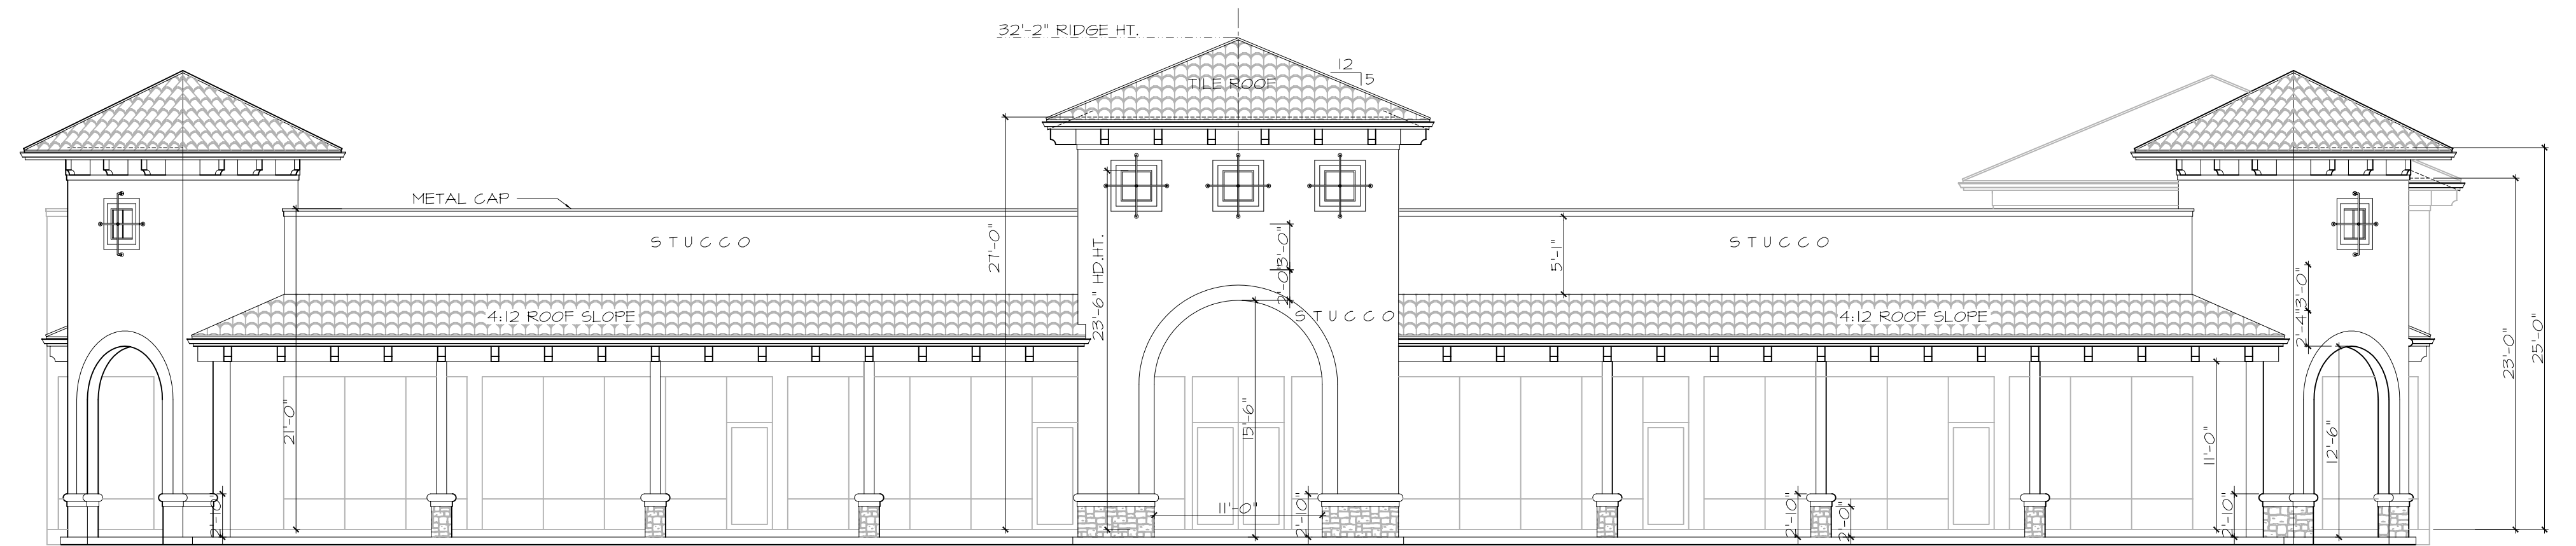 32'-2" RIDGE HT.
12
5
TILE ROOF
METAL CAP
STUCCO
STUCCO
27'-0"
23'-6" HD.HT.
3'-0"
2'-0"
5'-1"
3'-0"
2'-4"
23'-0"
25'-0"
4:12 ROOF SLOPE
STUCCO
4:12 ROOF SLOPE
21'-0"
15'-6"
11'-0"
12'-6"
2'-10"
11'-0"
2'-10"
2'-10"
2'-0"
2'-10"